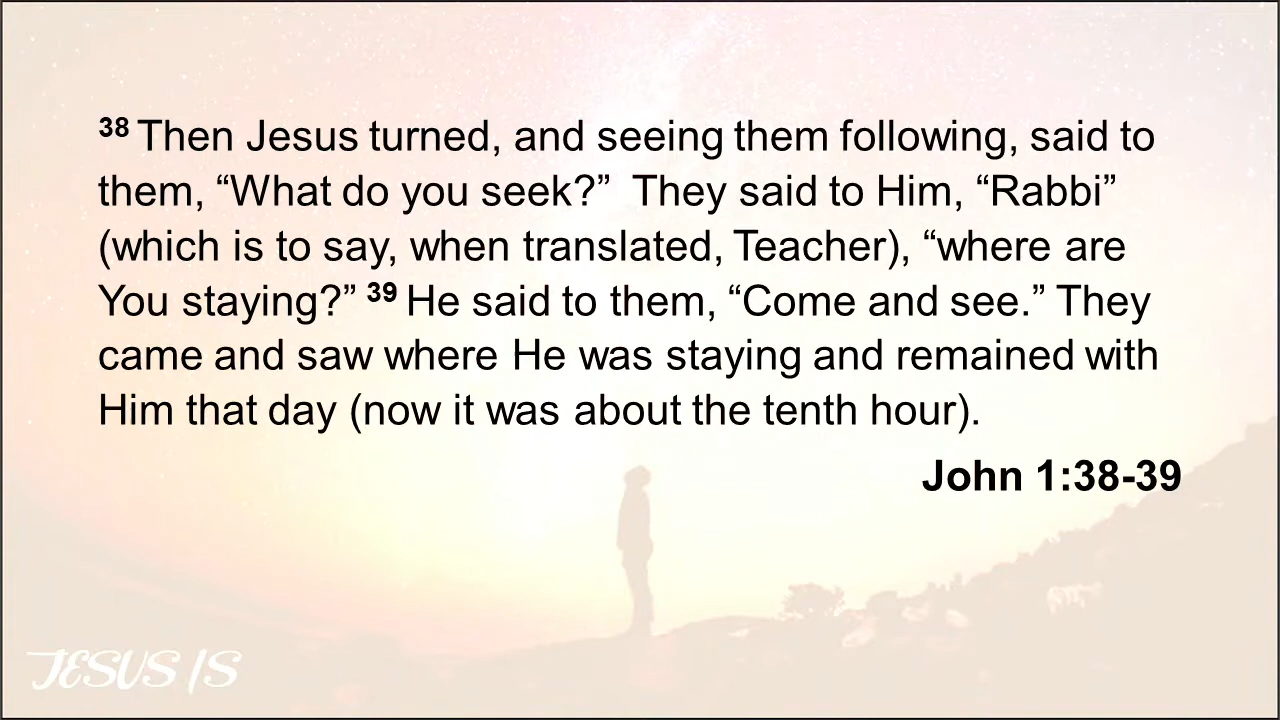 38 Then Jesus turned, and seeing them following, said to
them, “What do you seek?”  They said to Him, “Rabbi”
(which is to say, when translated, Teacher), “where are
You staying?” 39 He said to them, “Come and see.” They
came and saw where He was staying and remained with
Him that day (now it was about the tenth hour).
John 1:38-39
JESUS IS